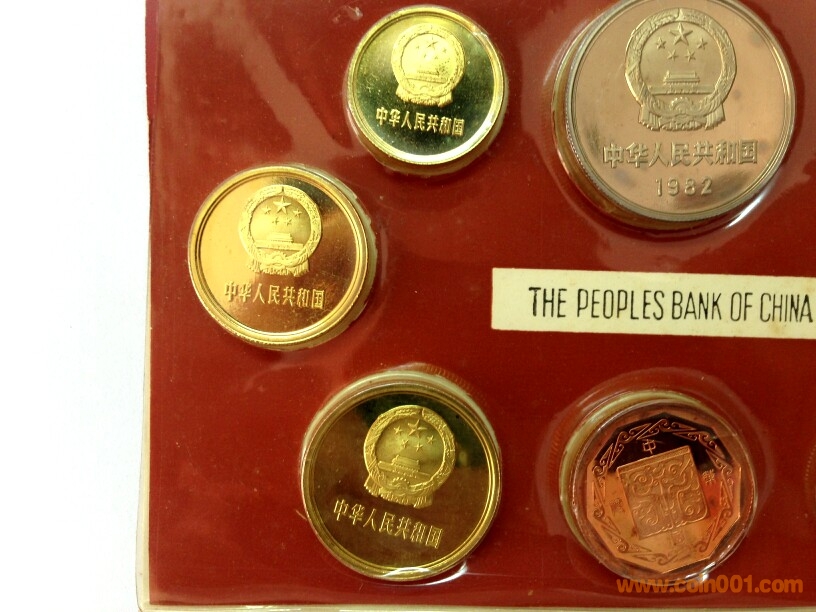 中华人民共和国
中华人民共和国
1982
中华人民共和国
THE PEOPLES BANK OF CHINA
中华人民共和国
中
www.coin001.com